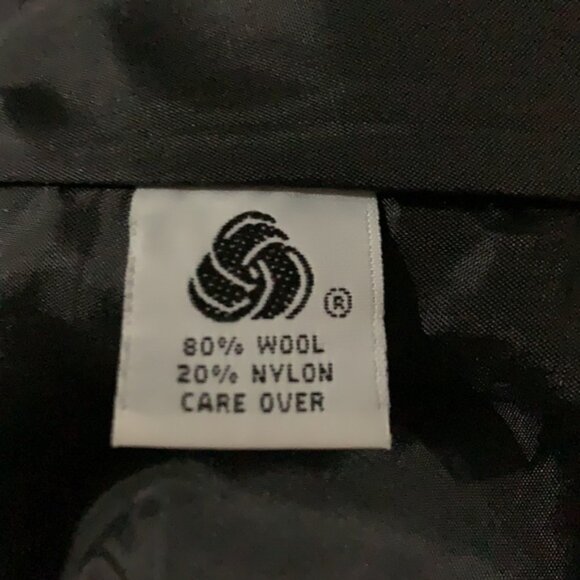 ®
80% WOOL
20% NYLON
CARE OVER